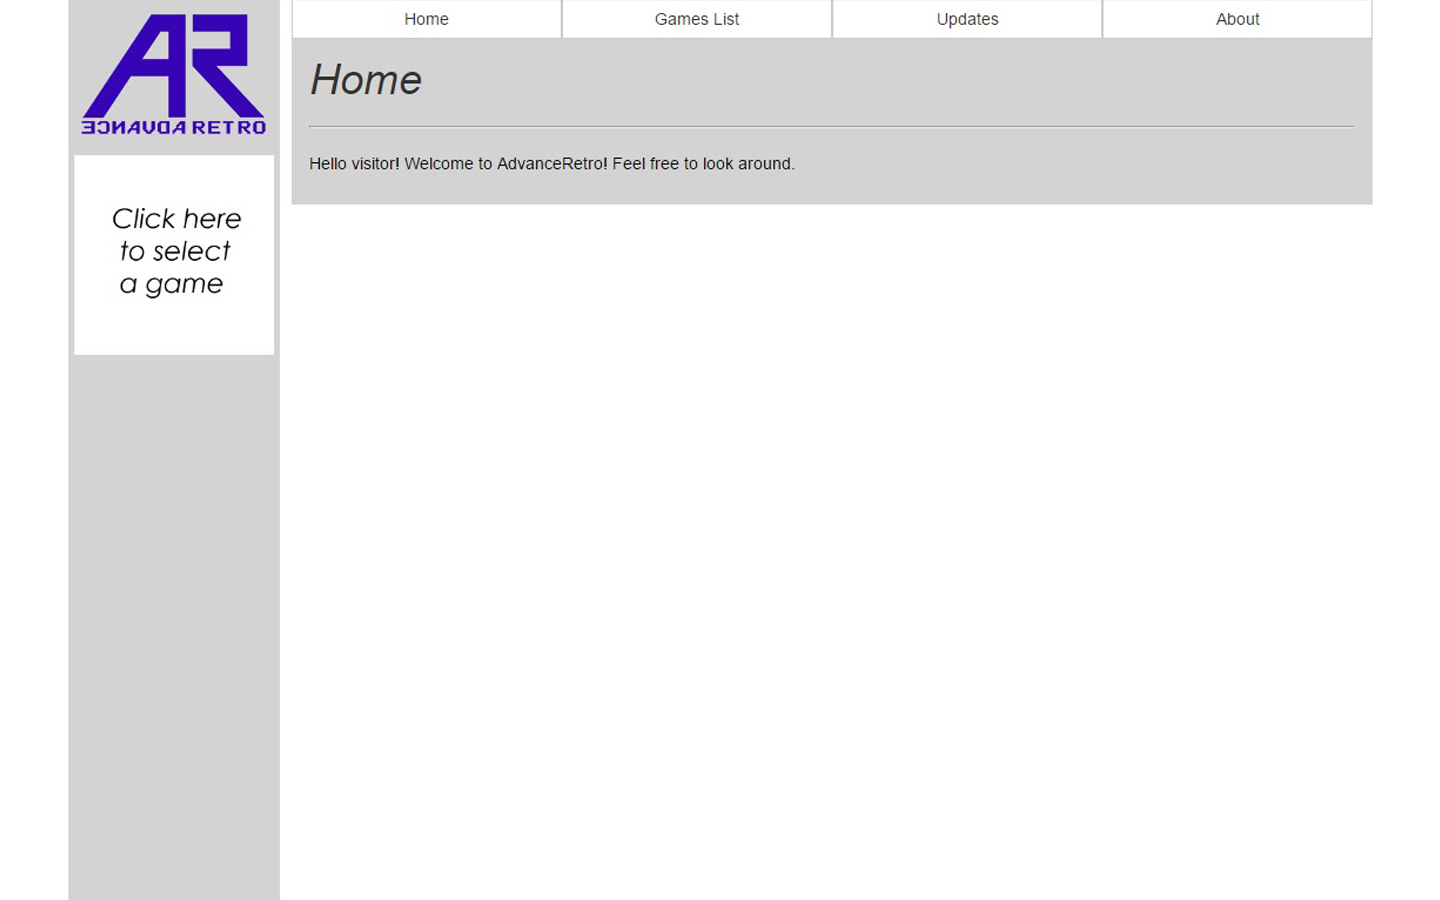 AR
ADVANCE RETRO
Click here
to select
a game
Home
Games List
Updates
About
Home
Hello visitor! Welcome to AdvanceRetro! Feel free to look around.